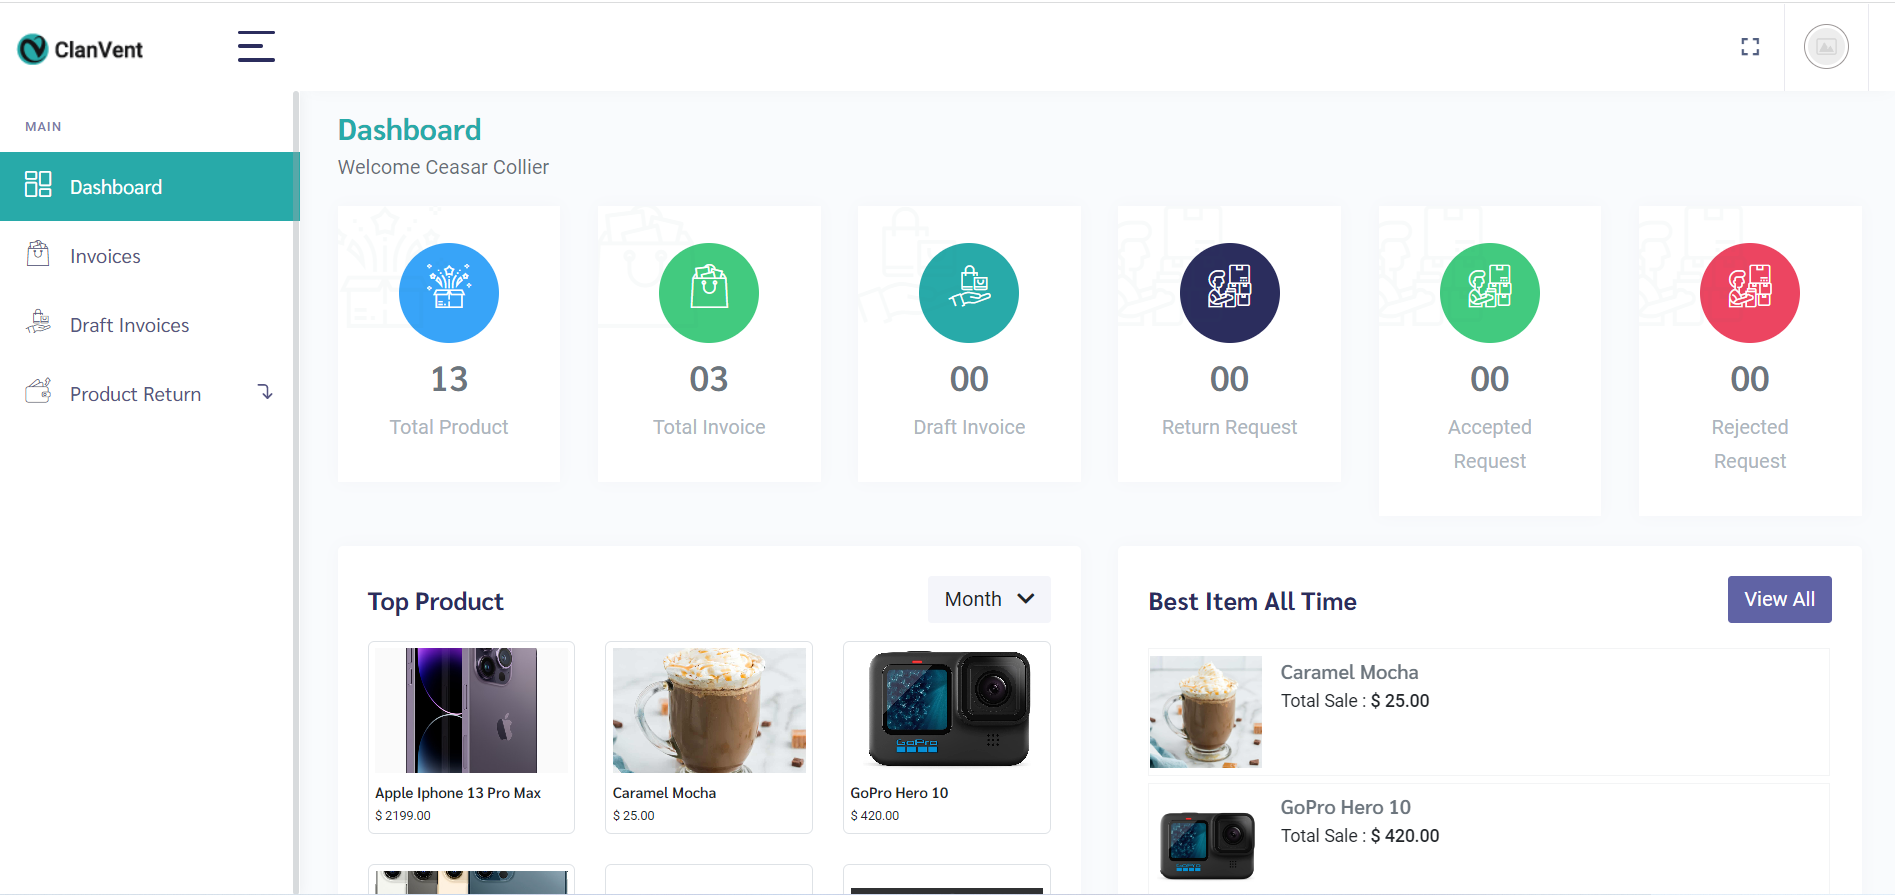 ClanVent
MAIN
Dashboard
Invoices
Draft Invoices
Product Return
Dashboard
Welcome Ceasar Collier
13
Total Product
03
Total Invoice
00
Draft Invoice
00
Return Request
00
Accepted
Request
00
Rejected
Request
Top Product
Month
Apple Iphone 13 Pro Max
$ 2199.00
Caramel Mocha
$ 25.00
GoPro
GoPro Hero 10
$ 420.00
Best Item All Time
View All
Caramel Mocha
Total Sale : $ 25.00
GoPro Hero 10
Total Sale : $ 420.00